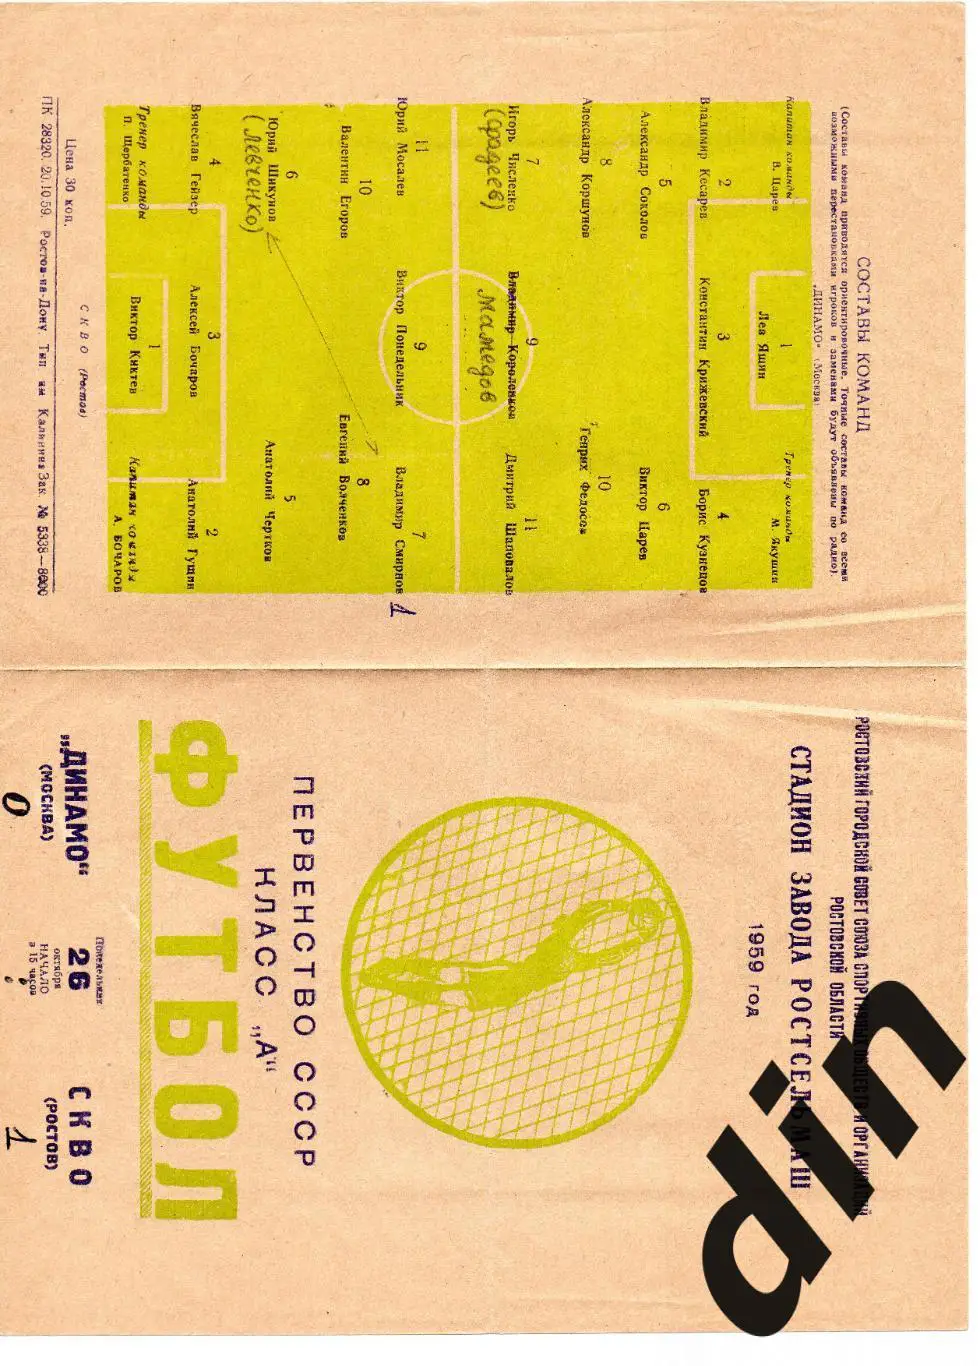 СОСТАВЫ КОМАНД
(Составы команд приводятся ориентировочные. Точные составы команд со всеми
возможными перестановками игроков и заменами будут объявлены по радио).
„ДИНАМО“ (Москва)
Капитан команды
В. Царев
Тренер команды
М. Якушин
1
Лев Яшин
2
Владимир Кесарев
3
Константин Крижевский
4
Борис Кузнецов
5
Александр Соколов
6
Виктор Царев
8
Александр Коршунов
10
Генрих Федосов
7
Игорь Численко
(Фадеев)
9
Владимир Короленков
Мамедов
11
Дмитрий Шаповалов
11
Юрий Мосалев
9
Виктор Понедельник
7
Владимир Смирнов
1
10
Валентин Егоров
8
Евгений Волченков
6
Юрий Шикунов
(Левченко)
5
Анатолий Чертков
4
Вячеслав Гейзер
3
Алексей Бочаров
2
Анатолий Гущин
Тренер команды
П. Щербатенко
1
Виктор Киктев
Капитан команды
А. БОЧАРОВ
СКВО (Ростов)
Цена 30 коп.
ПК 28320. 20.10.59. Ростов-на-Дону, Тип им Калинина Зак. № 5338—8000
РОСТОВСКИЙ ГОРОДСКОЙ СОВЕТ СОЮЗА СПОРТИВНЫХ ОБЩЕСТВ И ОРГАНИЗАЦИЙ
РОСТОВСКОЙ ОБЛАСТИ
СТАДИОН ЗАВОДА РОСТСЕЛЬМАШ
1959 год
ПЕРВЕНСТВО СССР
КЛАСС „А“
ФУТБОЛ
„ДИНАМО“
(МОСКВА)
0
Понедельник
26
октября
НАЧАЛО
в 15 часов
:
СКВО
(РОСТОВ)
1
din